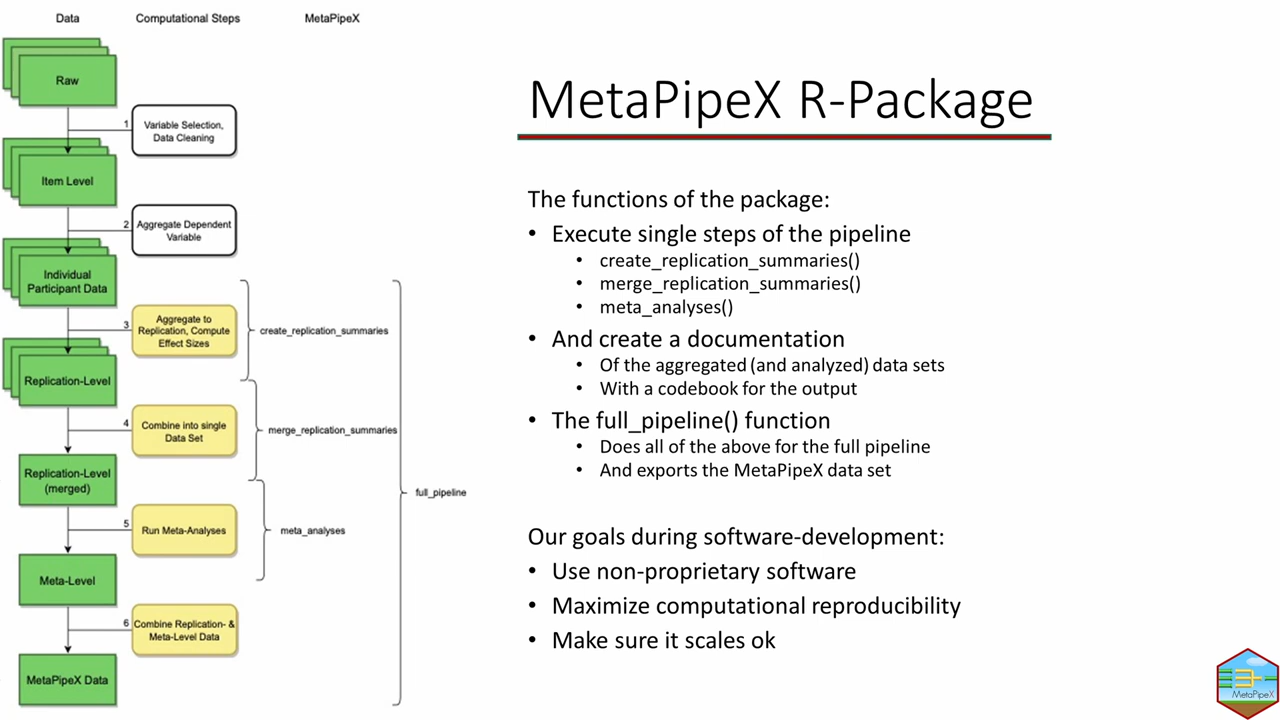 Data
Computational Steps
MetaPipeX
Raw
1
Variable Selection,
Data Cleaning
Item Level
2
Aggregate Dependent
Variable
Individual
Participant Data
3
Aggregate to
Replication, Compute
Effect Sizes
create_replication_summaries
Replication-Level
4
Combine into single
Data Set
merge_replication_summaries
Replication-Level
(merged)
full_pipeline
5
Run Meta-Analyses
meta_analyses
Meta-Level
6
Combine Replication- &
Meta-Level Data
MetaPipeX Data
MetaPipeX R-Package
The functions of the package:
• Execute single steps of the pipeline
• create_replication_summaries()
• merge_replication_summaries()
• meta_analyses()
• And create a documentation
• Of the aggregated (and analyzed) data sets
• With a codebook for the output
• The full_pipeline() function
• Does all of the above for the full pipeline
• And exports the MetaPipeX data set
Our goals during software-development:
• Use non-proprietary software
• Maximize computational reproducibility
• Make sure it scales ok
MetaPipeX